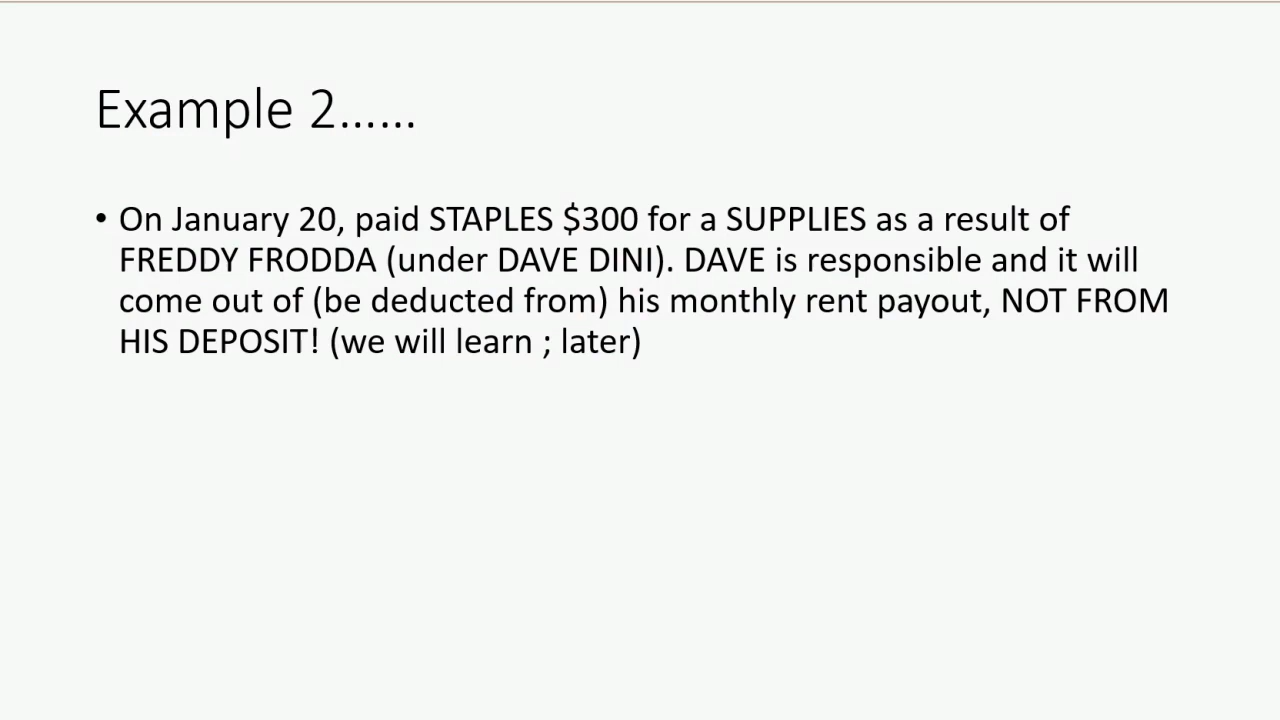 Example 2......
• On January 20, paid STAPLES $300 for a SUPPLIES as a result of
FREDDY FRODDA (under DAVE DINI). DAVE is responsible and it will
come out of (be deducted from) his monthly rent payout, NOT FROM
HIS DEPOSIT! (we will learn ; later)